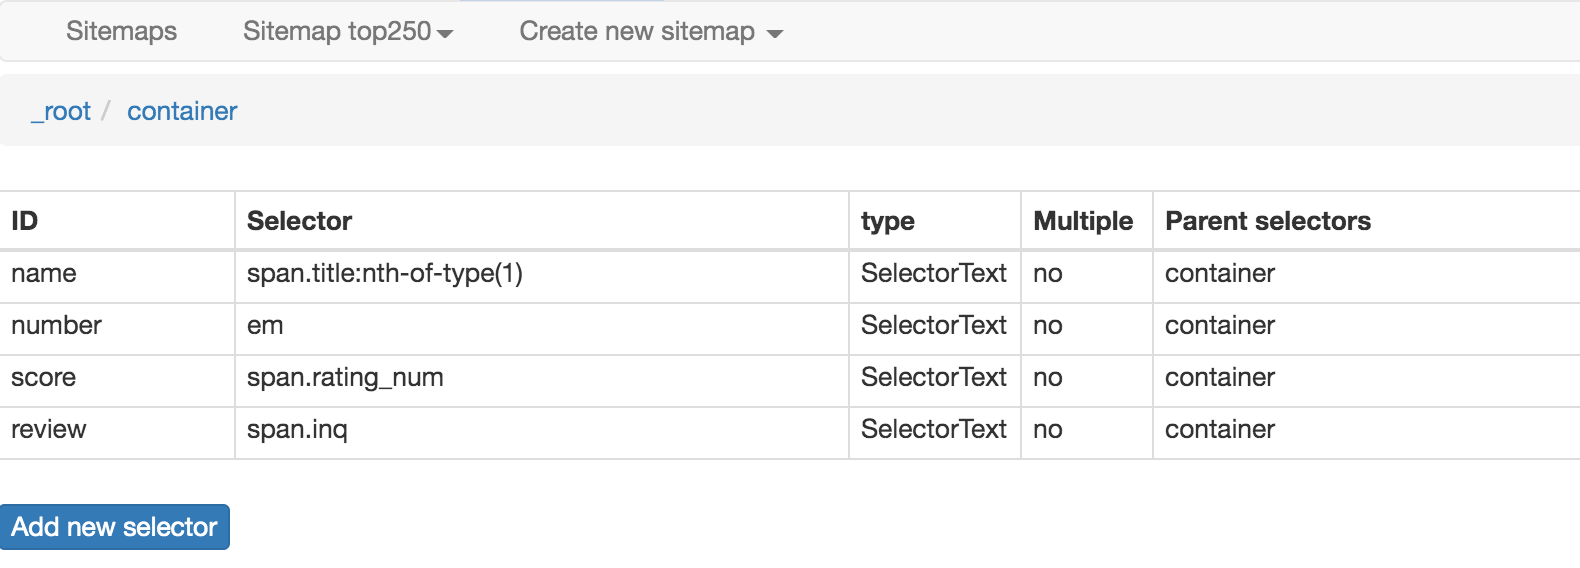 Sitemaps Sitemap top250 Create new sitemap
_root / container
ID Selector type Multiple Parent selectors
name span.title:nth-of-type(1) SelectorText no container
number em SelectorText no container
score span.rating_num SelectorText no container
review span.inq SelectorText no container
Add new selector